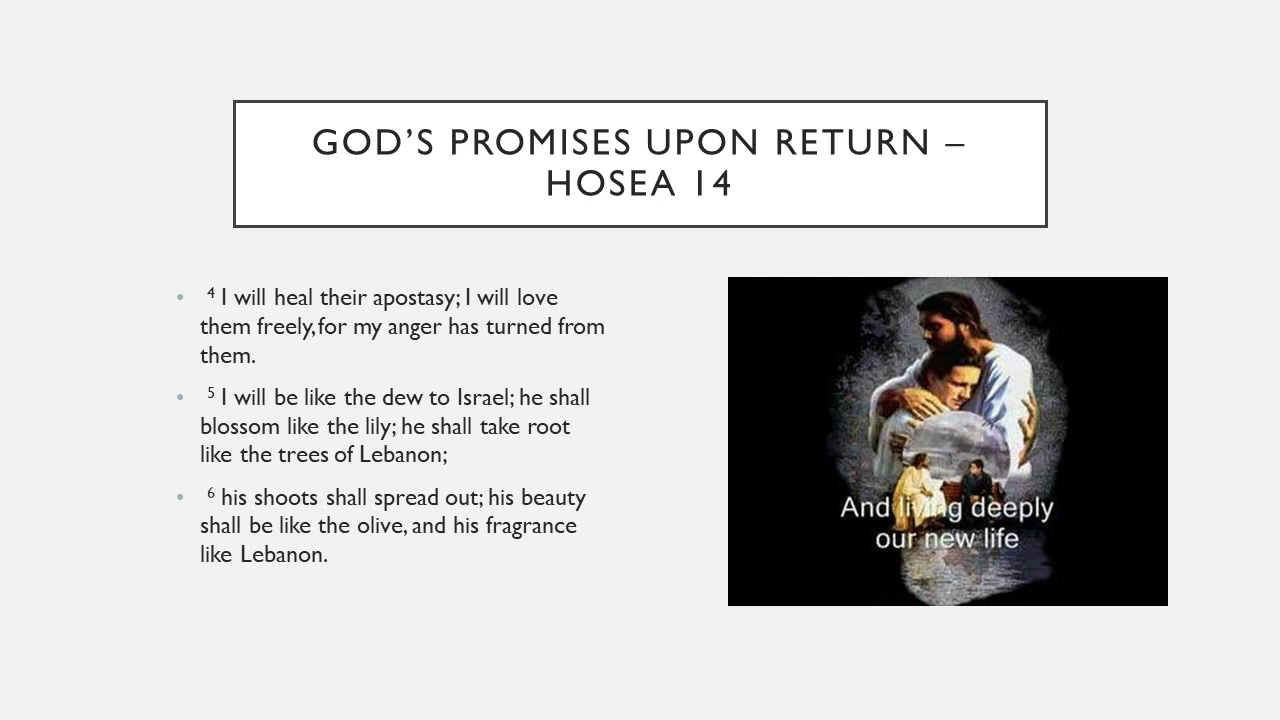 GOD’S PROMISES UPON RETURN –
HOSEA 14
• ⁴ I will heal their apostasy; I will love
them freely, for my anger has turned from
them.
• ⁵ I will be like the dew to Israel; he shall
blossom like the lily; he shall take root
like the trees of Lebanon;
• ⁶ his shoots shall spread out; his beauty
shall be like the olive, and his fragrance
like Lebanon.
And living deeply
our new life